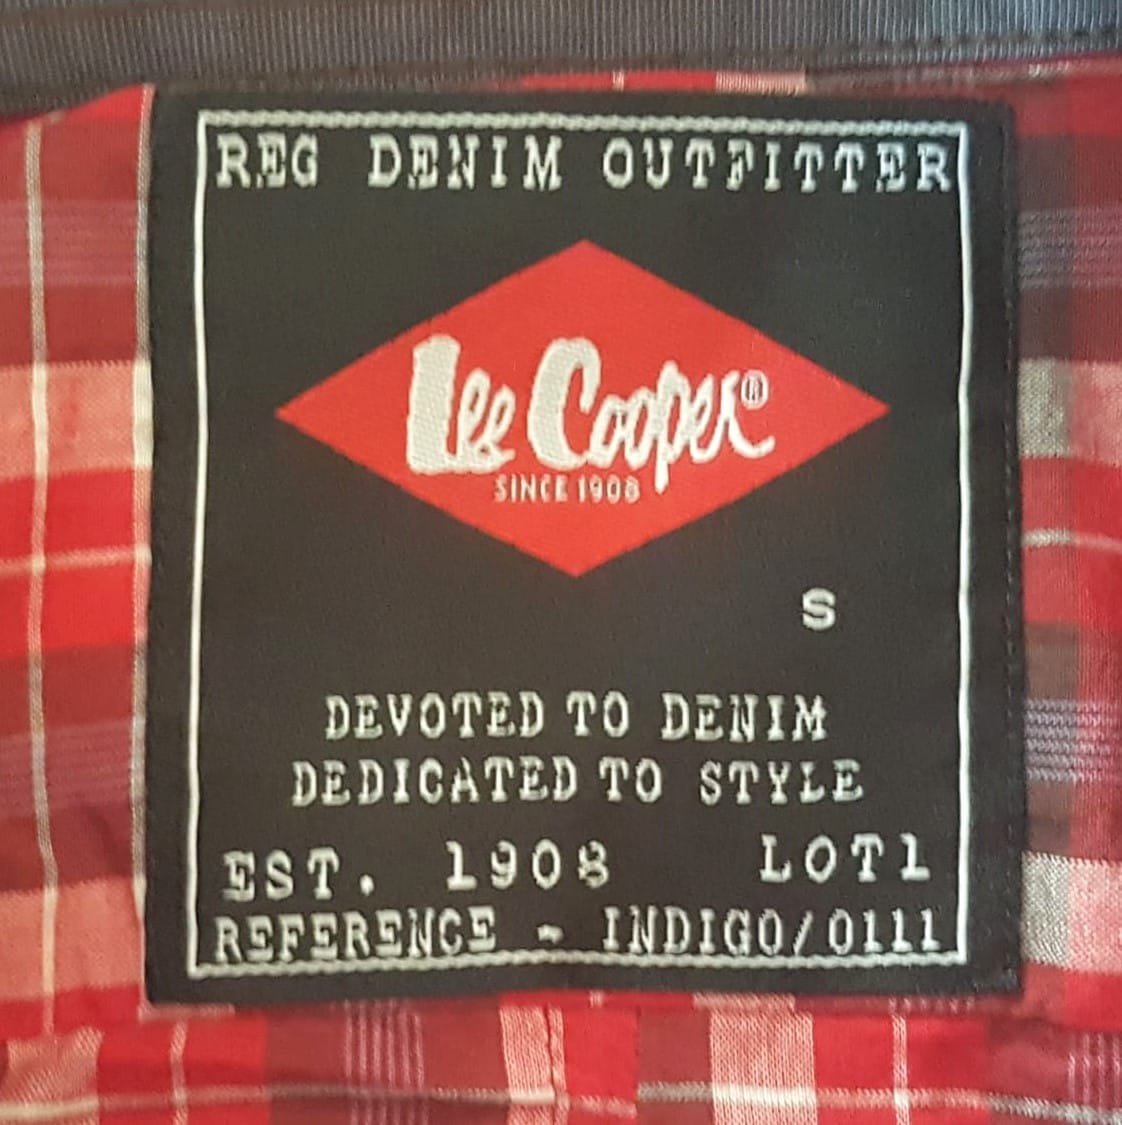 REG DENIM OUTFITTER
Lee Cooper®
SINCE 1908
S
DEVOTED TO DENIM
DEDICATED TO STYLE
EST. 1908 LOT1
REFERENCE - INDIGO/0111